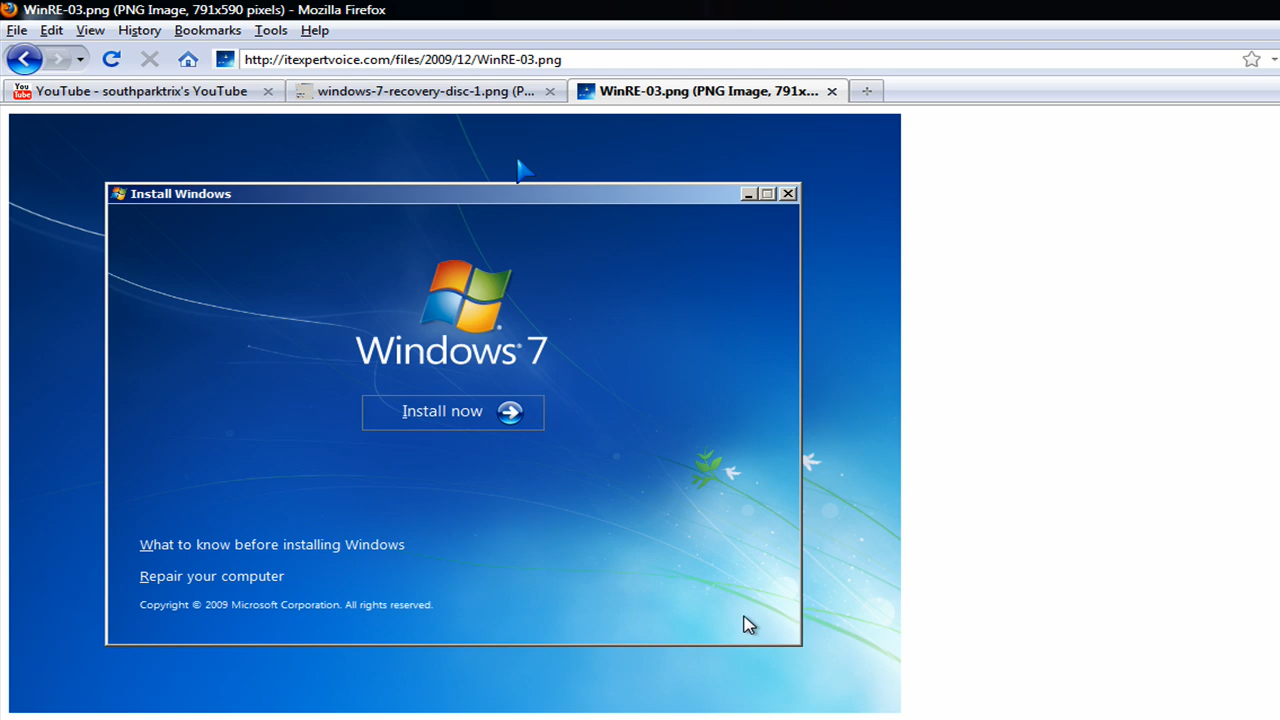 WinRE-03.png (PNG Image, 791x590 pixels) - Mozilla Firefox
File Edit View History Bookmarks Tools Help
http://itexpertvoice.com/files/2009/12/WinRE-03.png
You Tube YouTube - southparktrix's YouTube windows-7-recovery-disc-1.png (P... WinRE-03.png (PNG Image, 791x...
Install Windows
Windows® 7
Install now
What to know before installing Windows
Repair your computer
Copyright © 2009 Microsoft Corporation. All rights reserved.